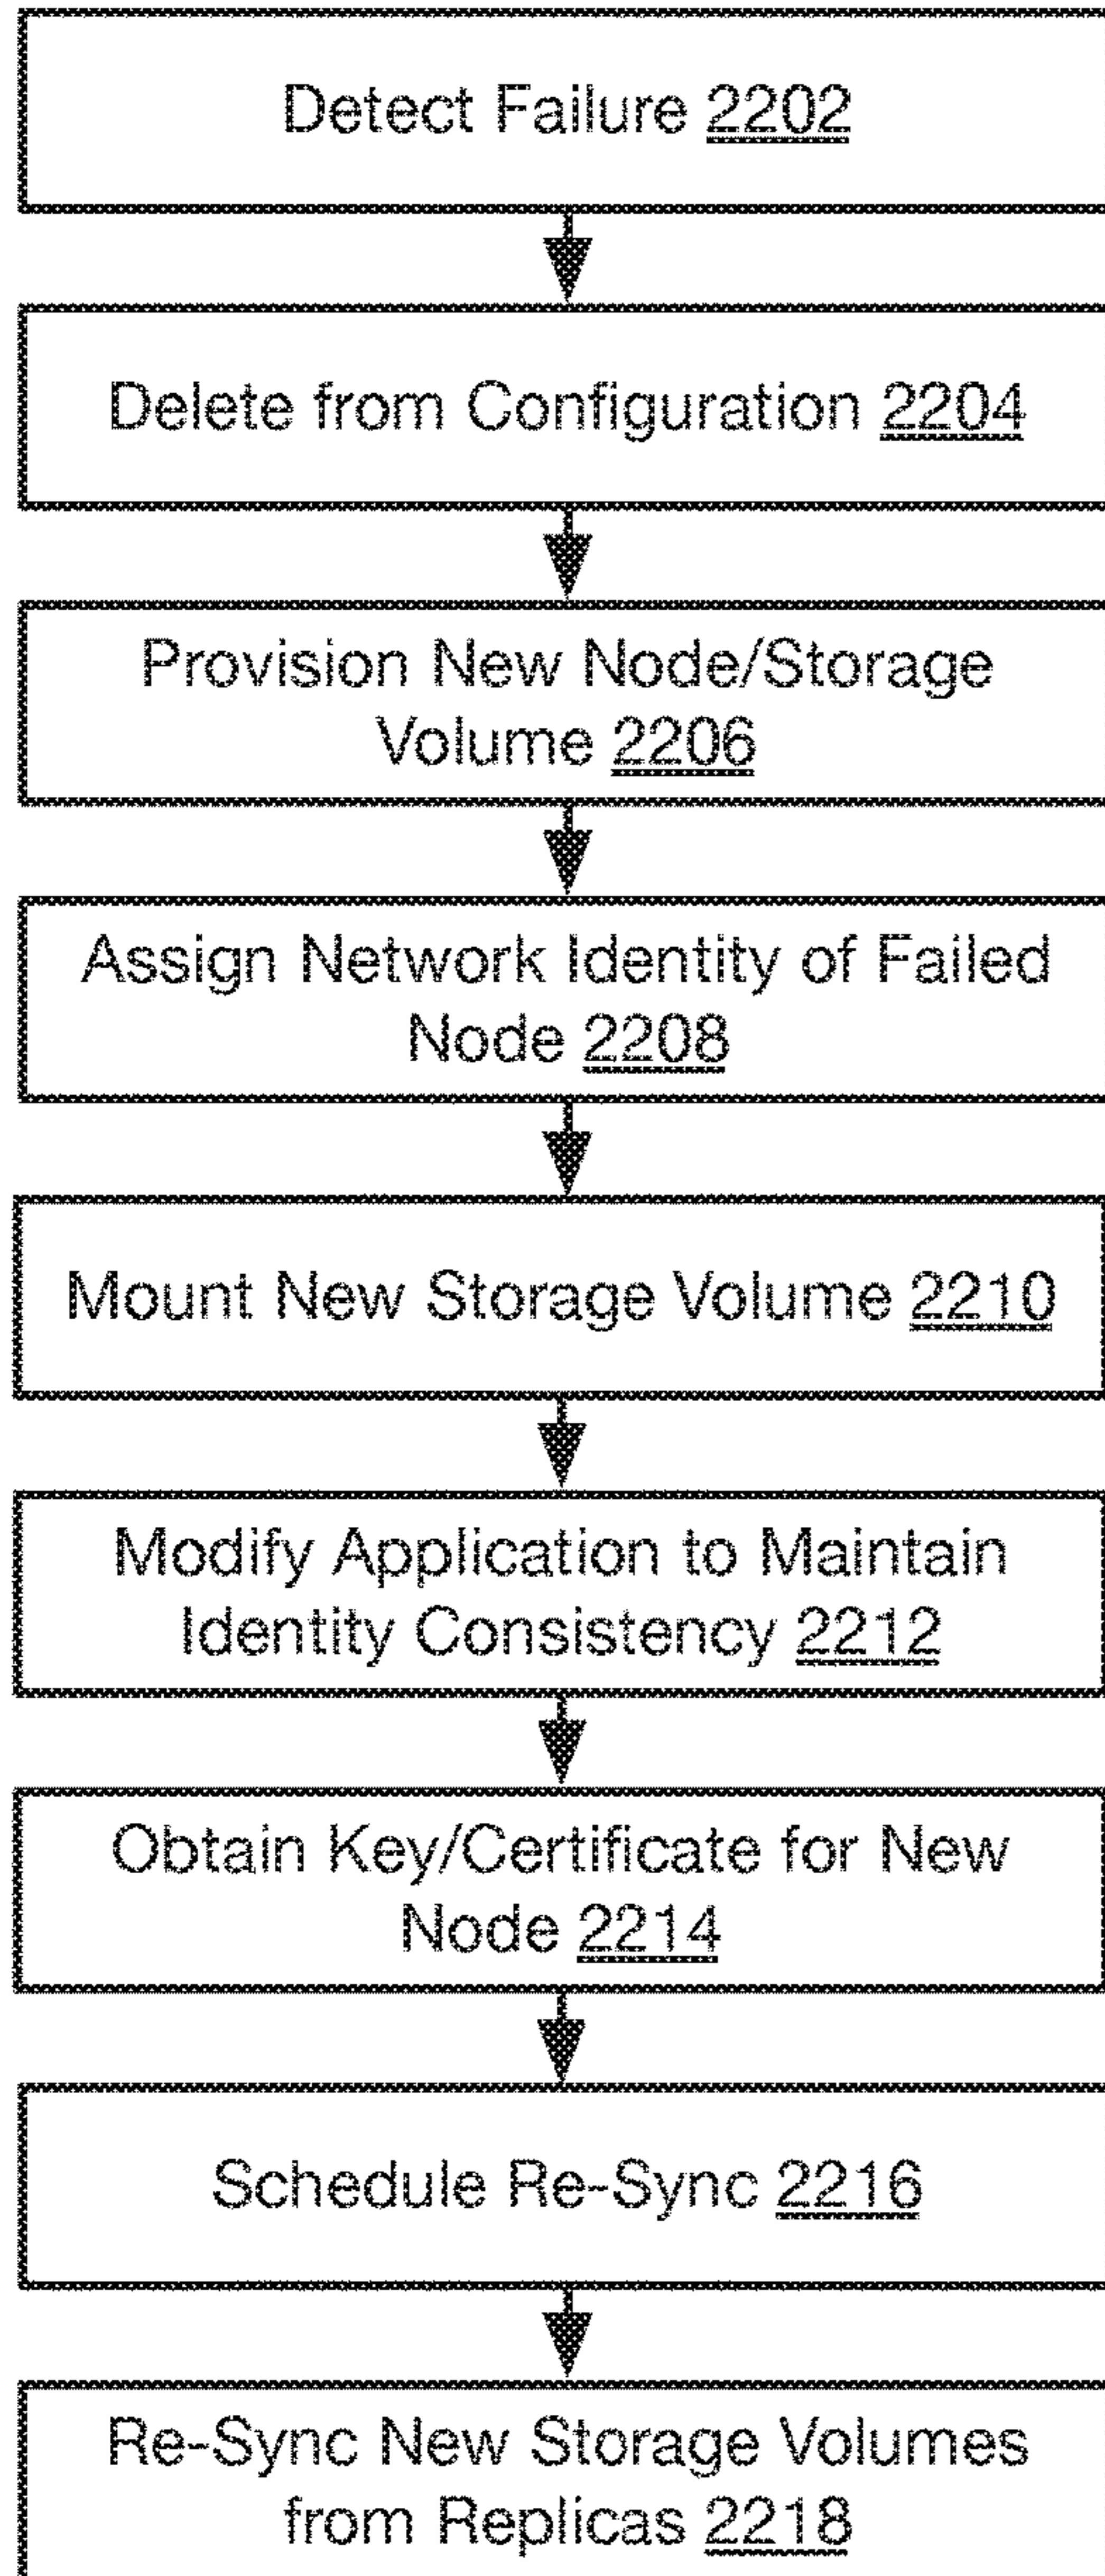 Detect Failure 2202
Delete from Configuration 2204
Provision New Node/Storage
Volume 2206
Assign Network Identity of Failed
Node 2208
Mount New Storage Volume 2210
Modify Application to Maintain
Identity Consistency 2212
Obtain Key/Certificate for New
Node 2214
Schedule Re-Sync 2216
Re-Sync New Storage Volumes
from Replicas 2218